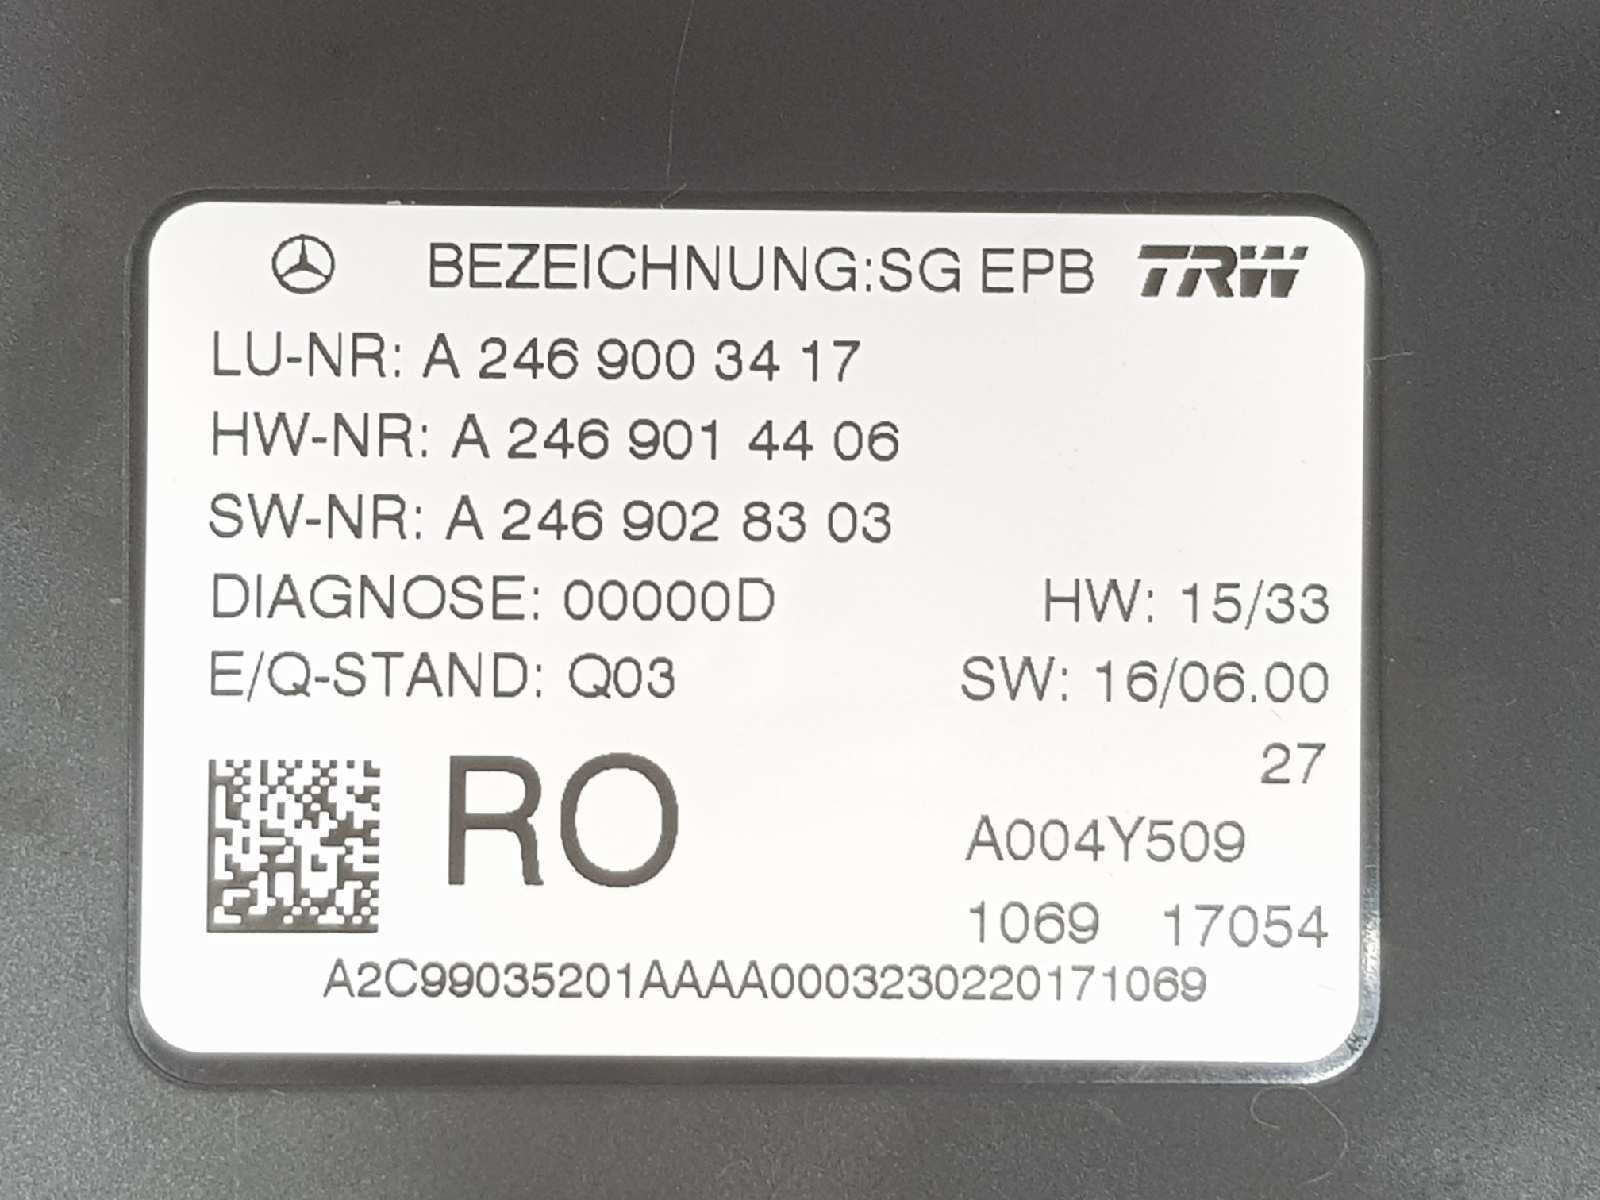 BEZEICHNUNG:SG EPB TRW
LU-NR: A 246 900 34 17
HW-NR: A 246 901 44 06
SW-NR: A 246 902 83 03
DIAGNOSE: 00000D HW: 15/33
E/Q-STAND: Q03 SW: 16/06.00
27
RO
A004Y509
1069 17054
A2C99035201AAAA0003230220171069